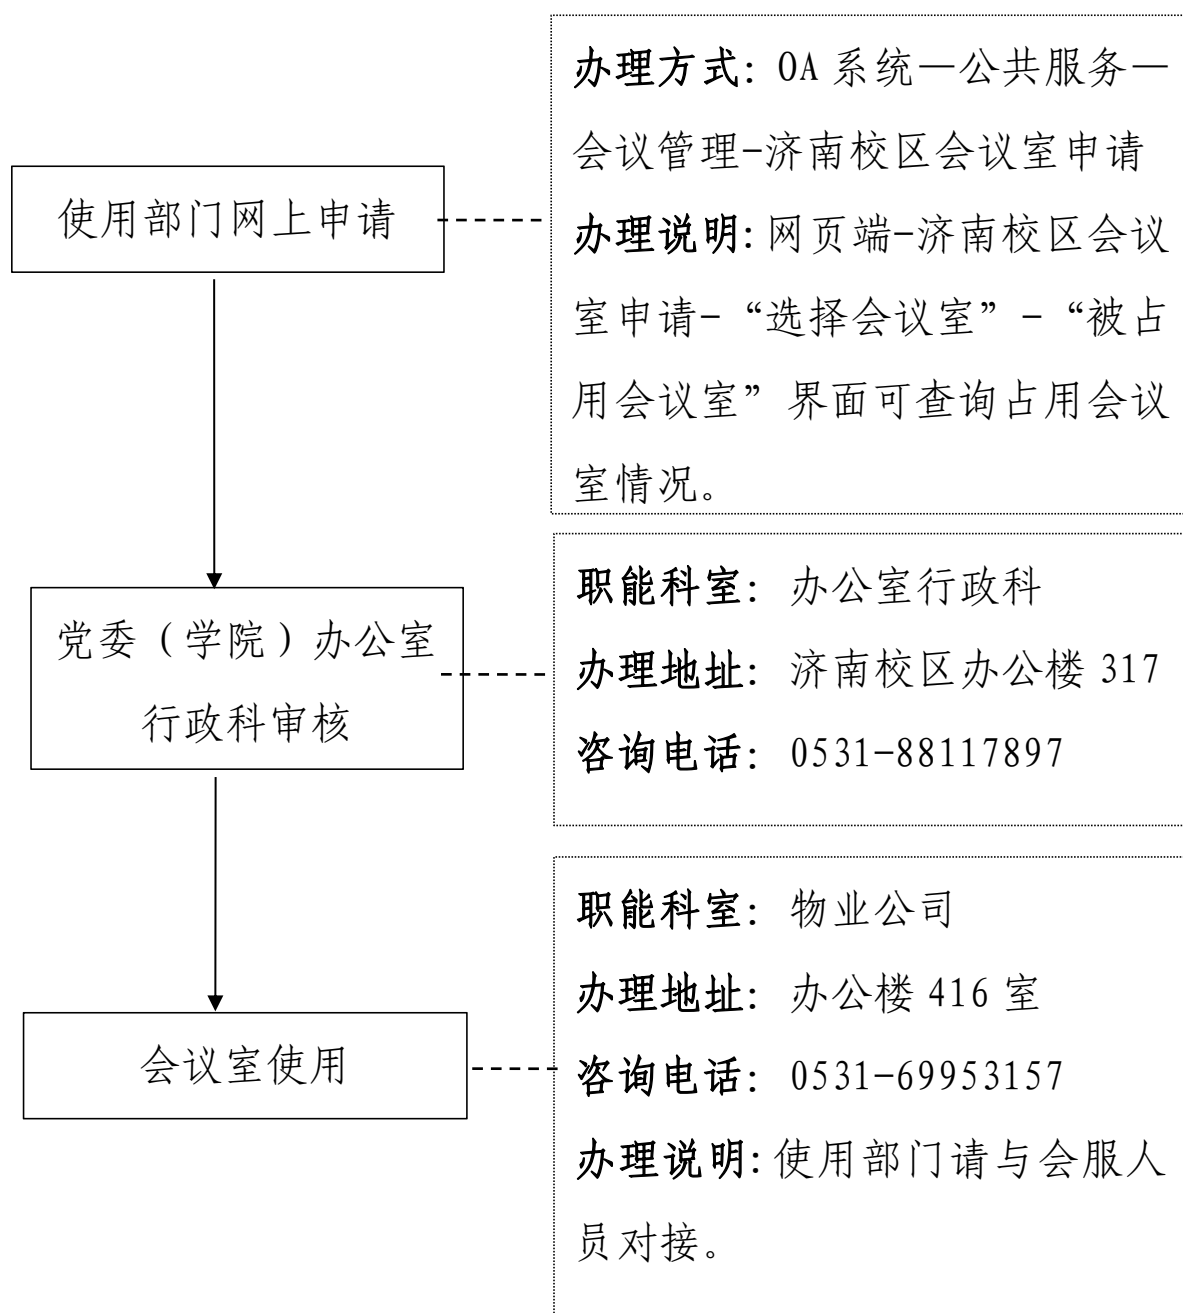 使用部门网上申请
办理方式：OA 系统—公共服务—
会议管理-济南校区会议室申请
办理说明：网页端-济南校区会议
室申请-“选择会议室”-“被占
用会议室”界面可查询占用会议
室情况。
党委（学院）办公室
行政科审核
职能科室：办公室行政科
办理地址：济南校区办公楼 317
咨询电话：0531-88117897
会议室使用
职能科室：物业公司
办理地址：办公楼 416 室
咨询电话：0531-69953157
办理说明：使用部门请与会服人
员对接。